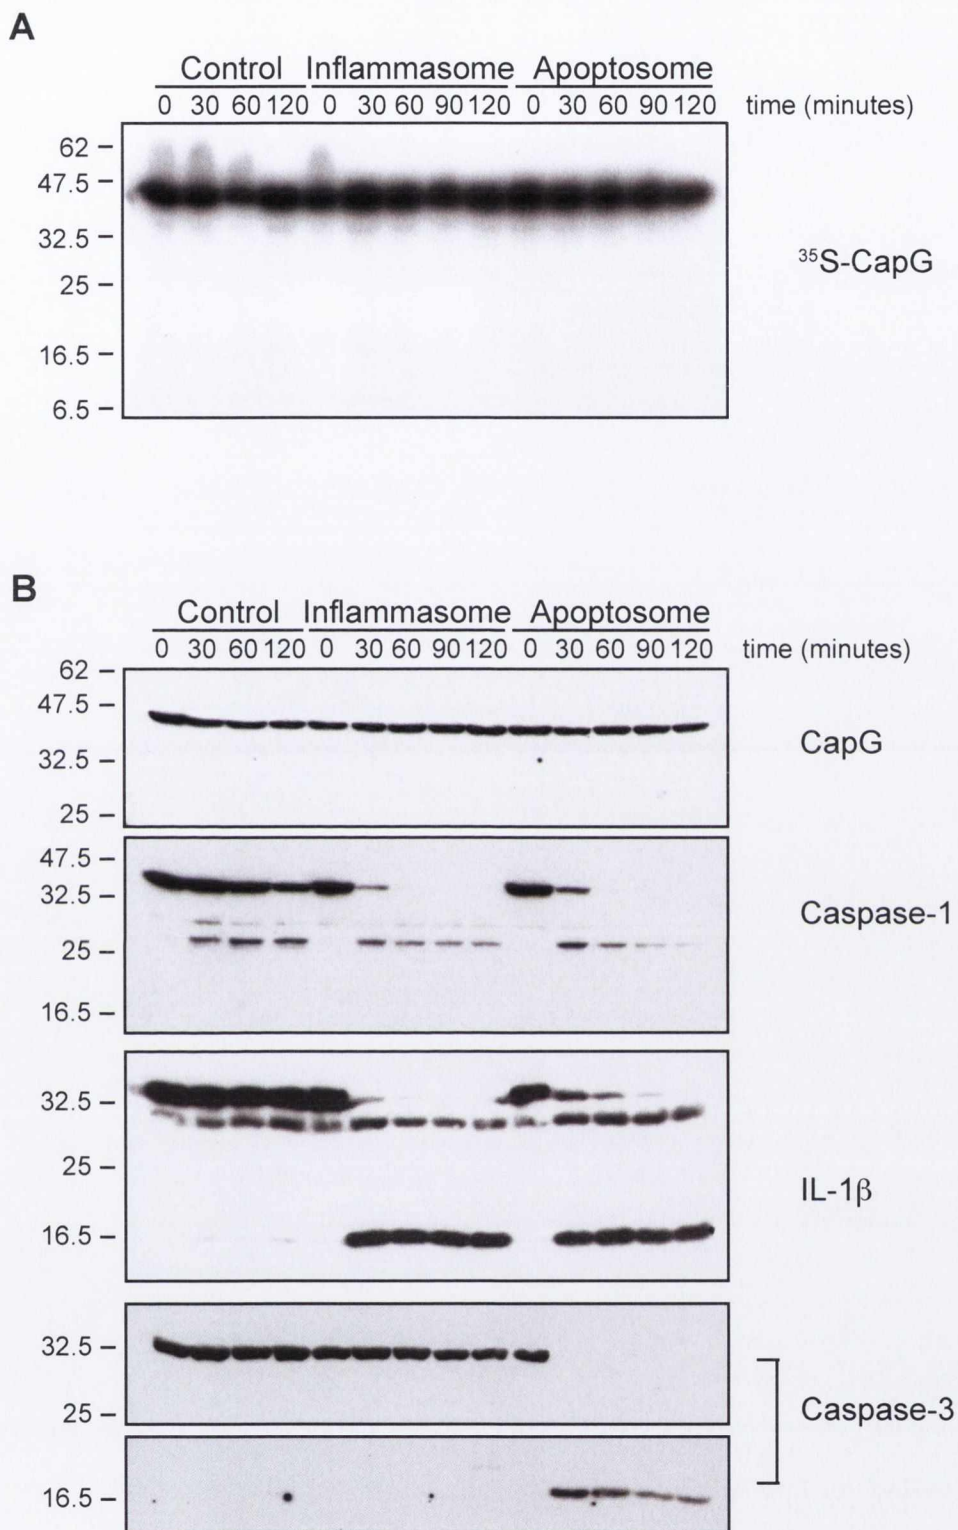 A
Control Inflammasome Apoptosome
0 30 60 120 0 30 60 90 120 0 30 60 90 120 time (minutes)
62
47.5
32.5
³⁵S-CapG
25
16.5
6.5
B
Control Inflammasome Apoptosome
0 30 60 120 0 30 60 90 120 0 30 60 90 120 time (minutes)
62
47.5
CapG
32.5
25
47.5
32.5
Caspase-1
25
16.5
32.5
25
IL-1β
16.5
32.5
25
Caspase-3
16.5